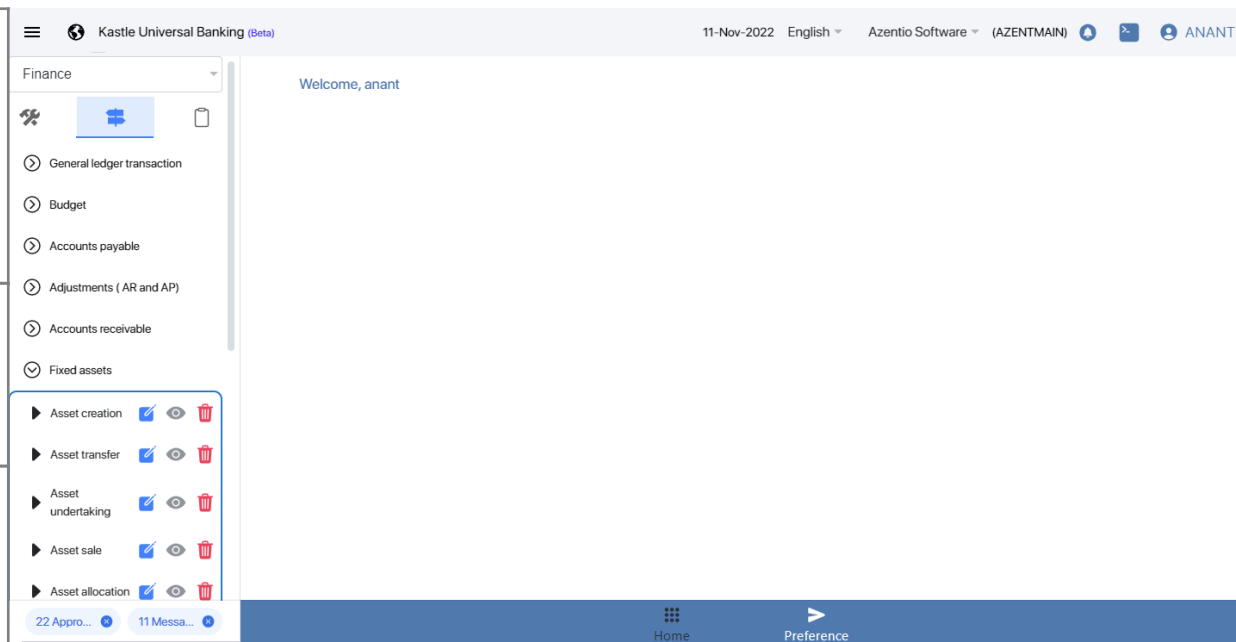 Kastle Universal Banking (Beta)
11-Nov-2022 English Azentio Software (AZENTMAIN) ANANT
Finance
Welcome, anant
General ledger transaction
Budget
Accounts payable
Adjustments ( AR and AP)
Accounts receivable
Fixed assets
Asset creation
Asset transfer
Asset
undertaking
Asset sale
Asset allocation
22 Appro... 11 Messa...
Home Preference